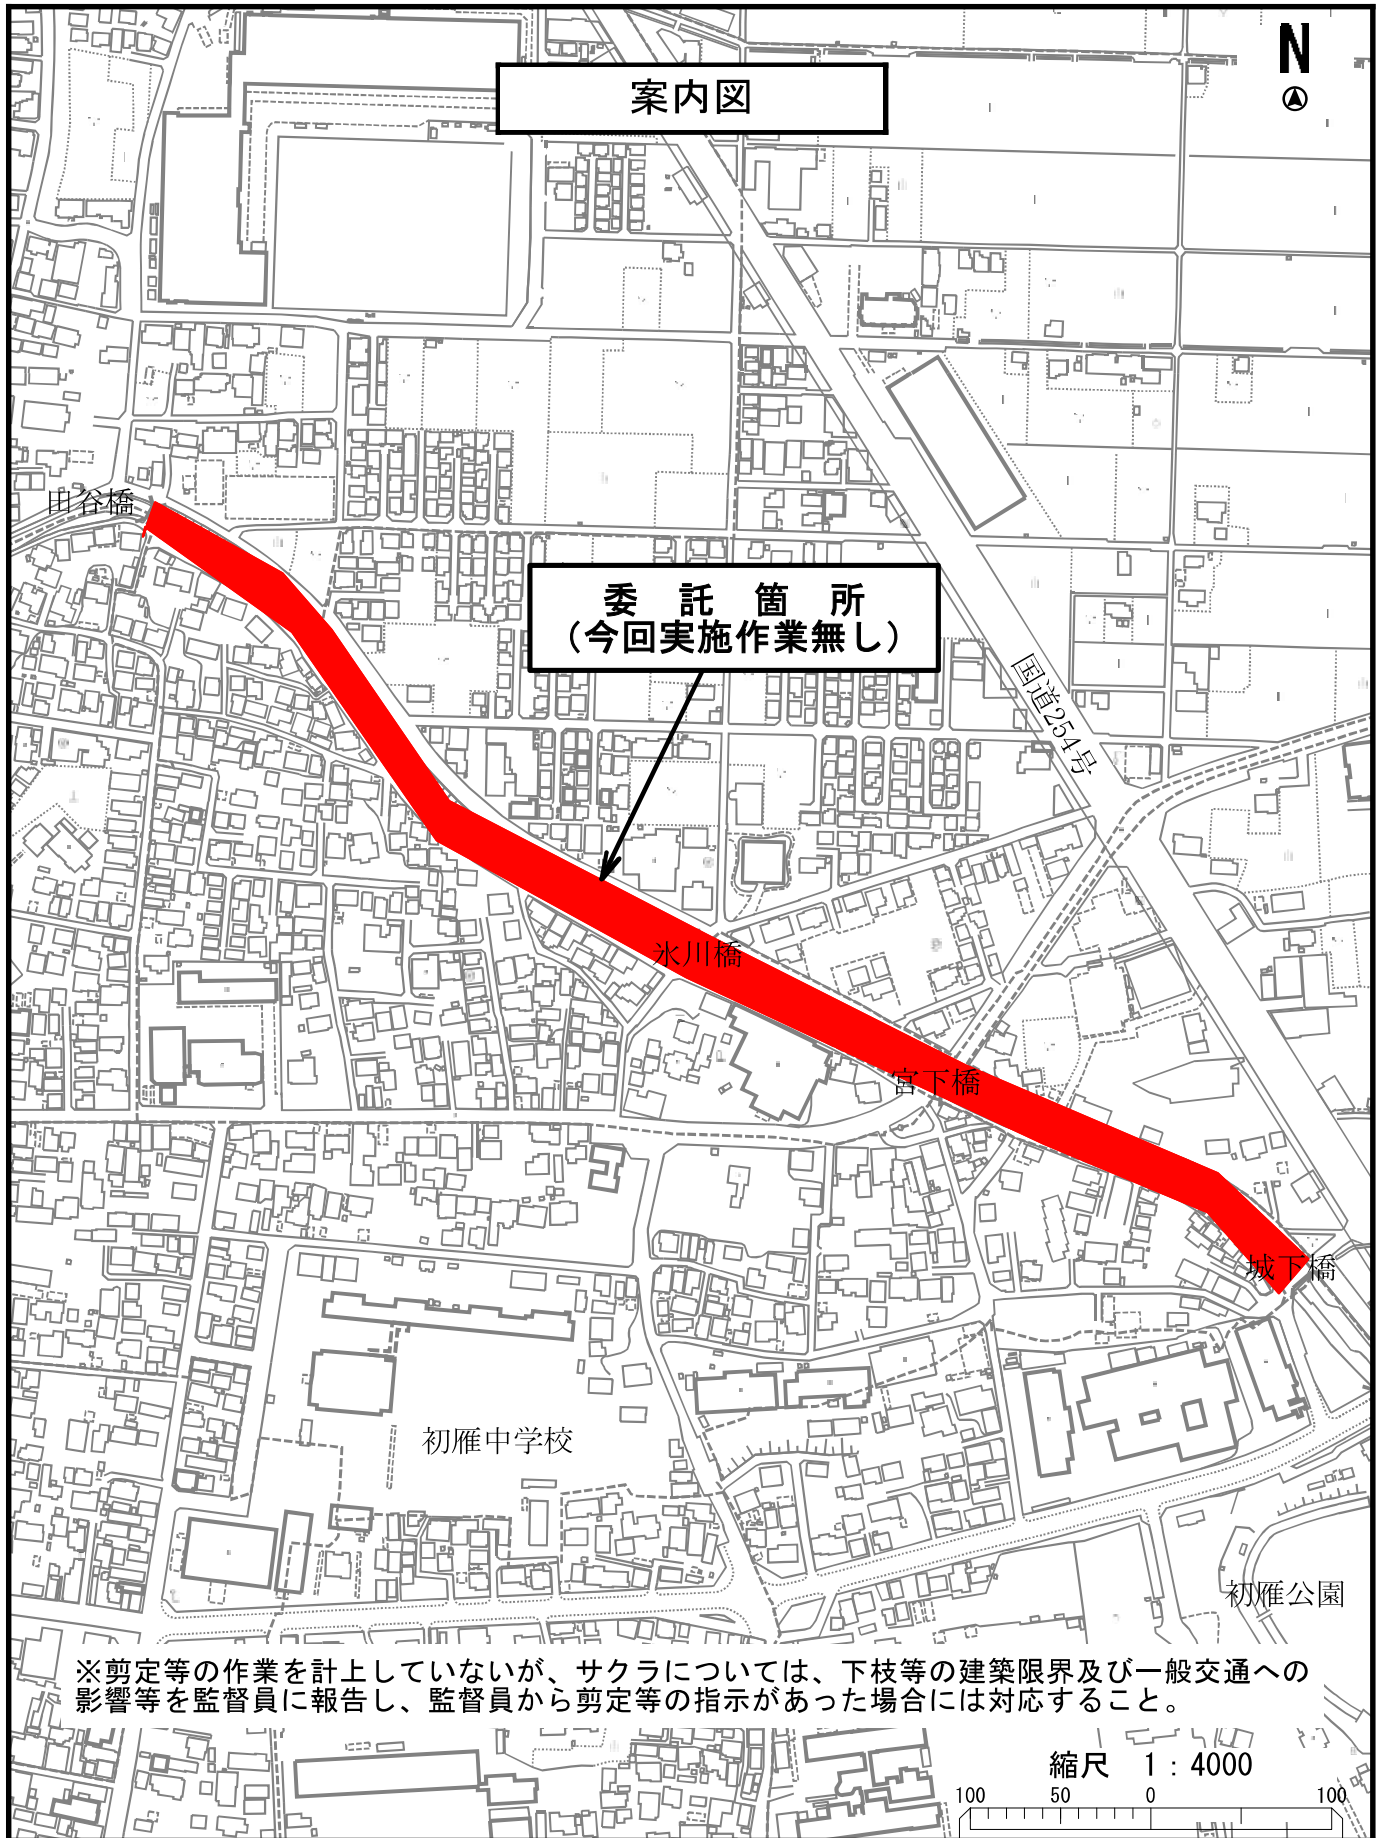 案内図
N
田谷橋
委託箇所
（今回実施作業無し）
国道254号
氷川橋
宮下橋
城下橋
初雁中学校
初雁公園
※剪定等の作業を計上していないが、サクラについては、下枝等の建築限界及び一般交通への
影響等を監督員に報告し、監督員から剪定等の指示があった場合には対応すること。
縮尺 1：4000
100 50 0 100